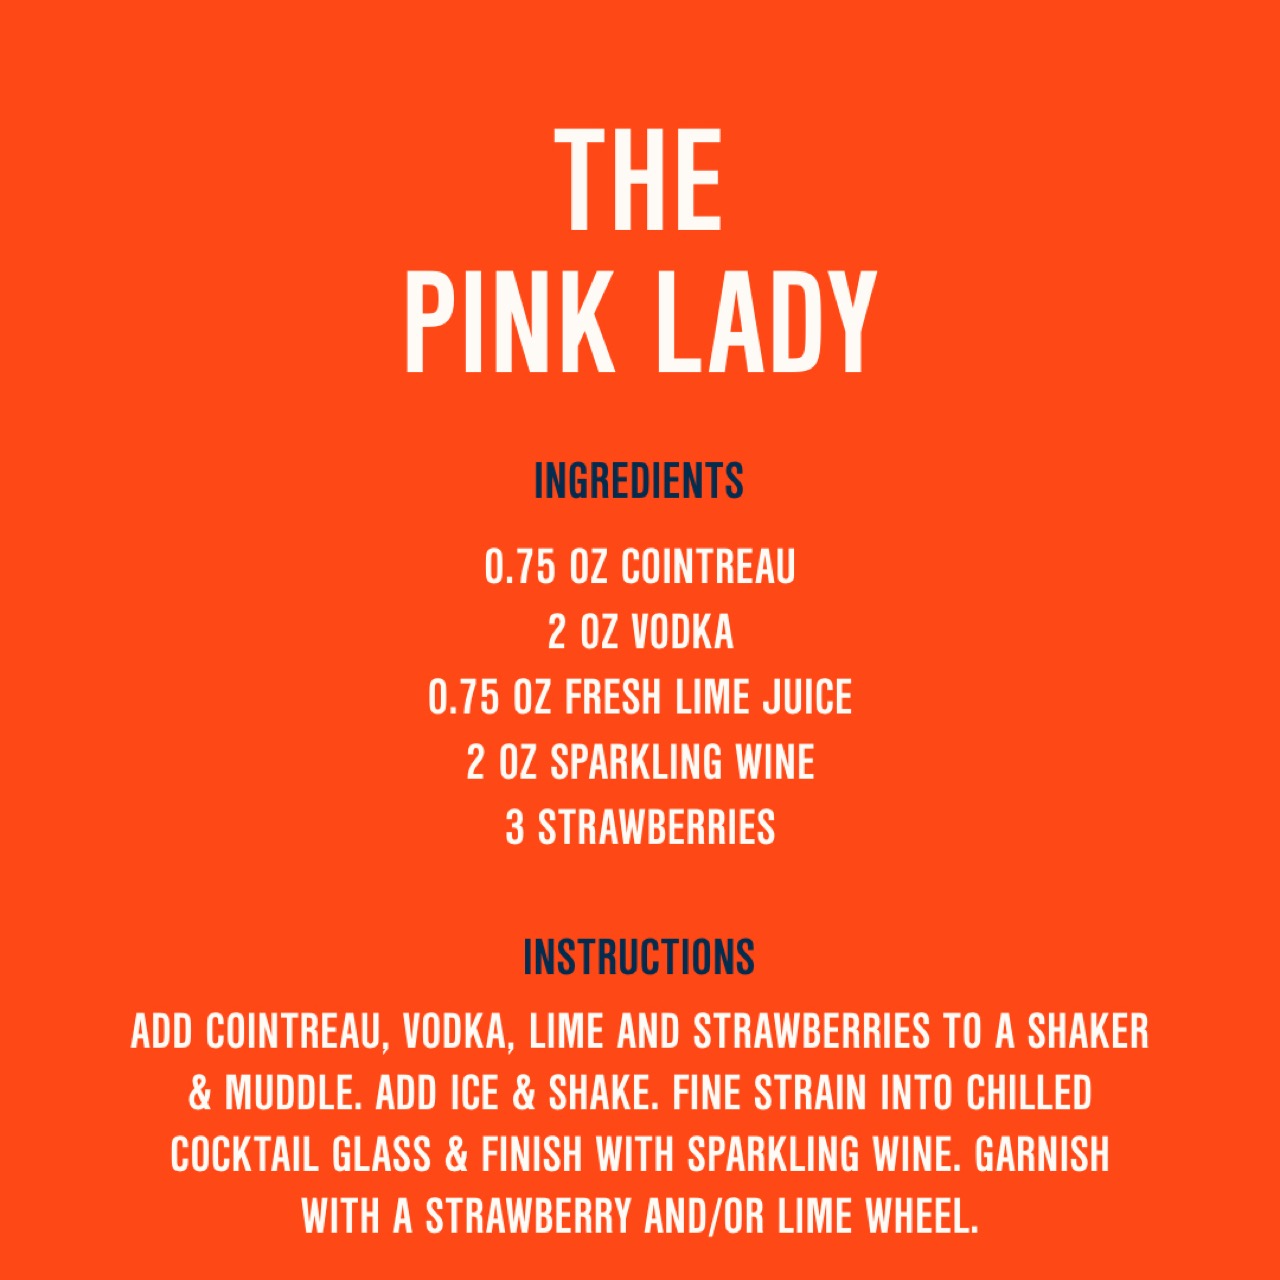 THE
PINK LADY
INGREDIENTS
0.75 OZ COINTREAU
2 OZ VODKA
0.75 OZ FRESH LIME JUICE
2 OZ SPARKLING WINE
3 STRAWBERRIES
INSTRUCTIONS
ADD COINTREAU, VODKA, LIME AND STRAWBERRIES TO A SHAKER
& MUDDLE. ADD ICE & SHAKE. FINE STRAIN INTO CHILLED
COCKTAIL GLASS & FINISH WITH SPARKLING WINE. GARNISH
WITH A STRAWBERRY AND/OR LIME WHEEL.